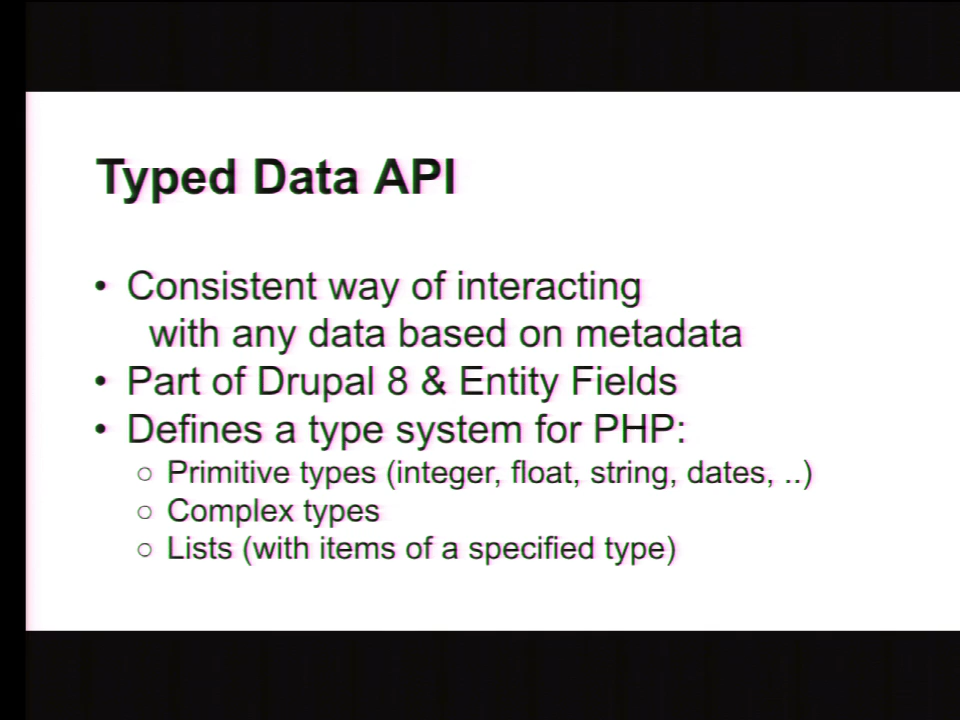 Typed Data API
• Consistent way of interacting
with any data based on metadata
• Part of Drupal 8 & Entity Fields
• Defines a type system for PHP:
○ Primitive types (integer, float, string, dates, ..)
○ Complex types
○ Lists (with items of a specified type)